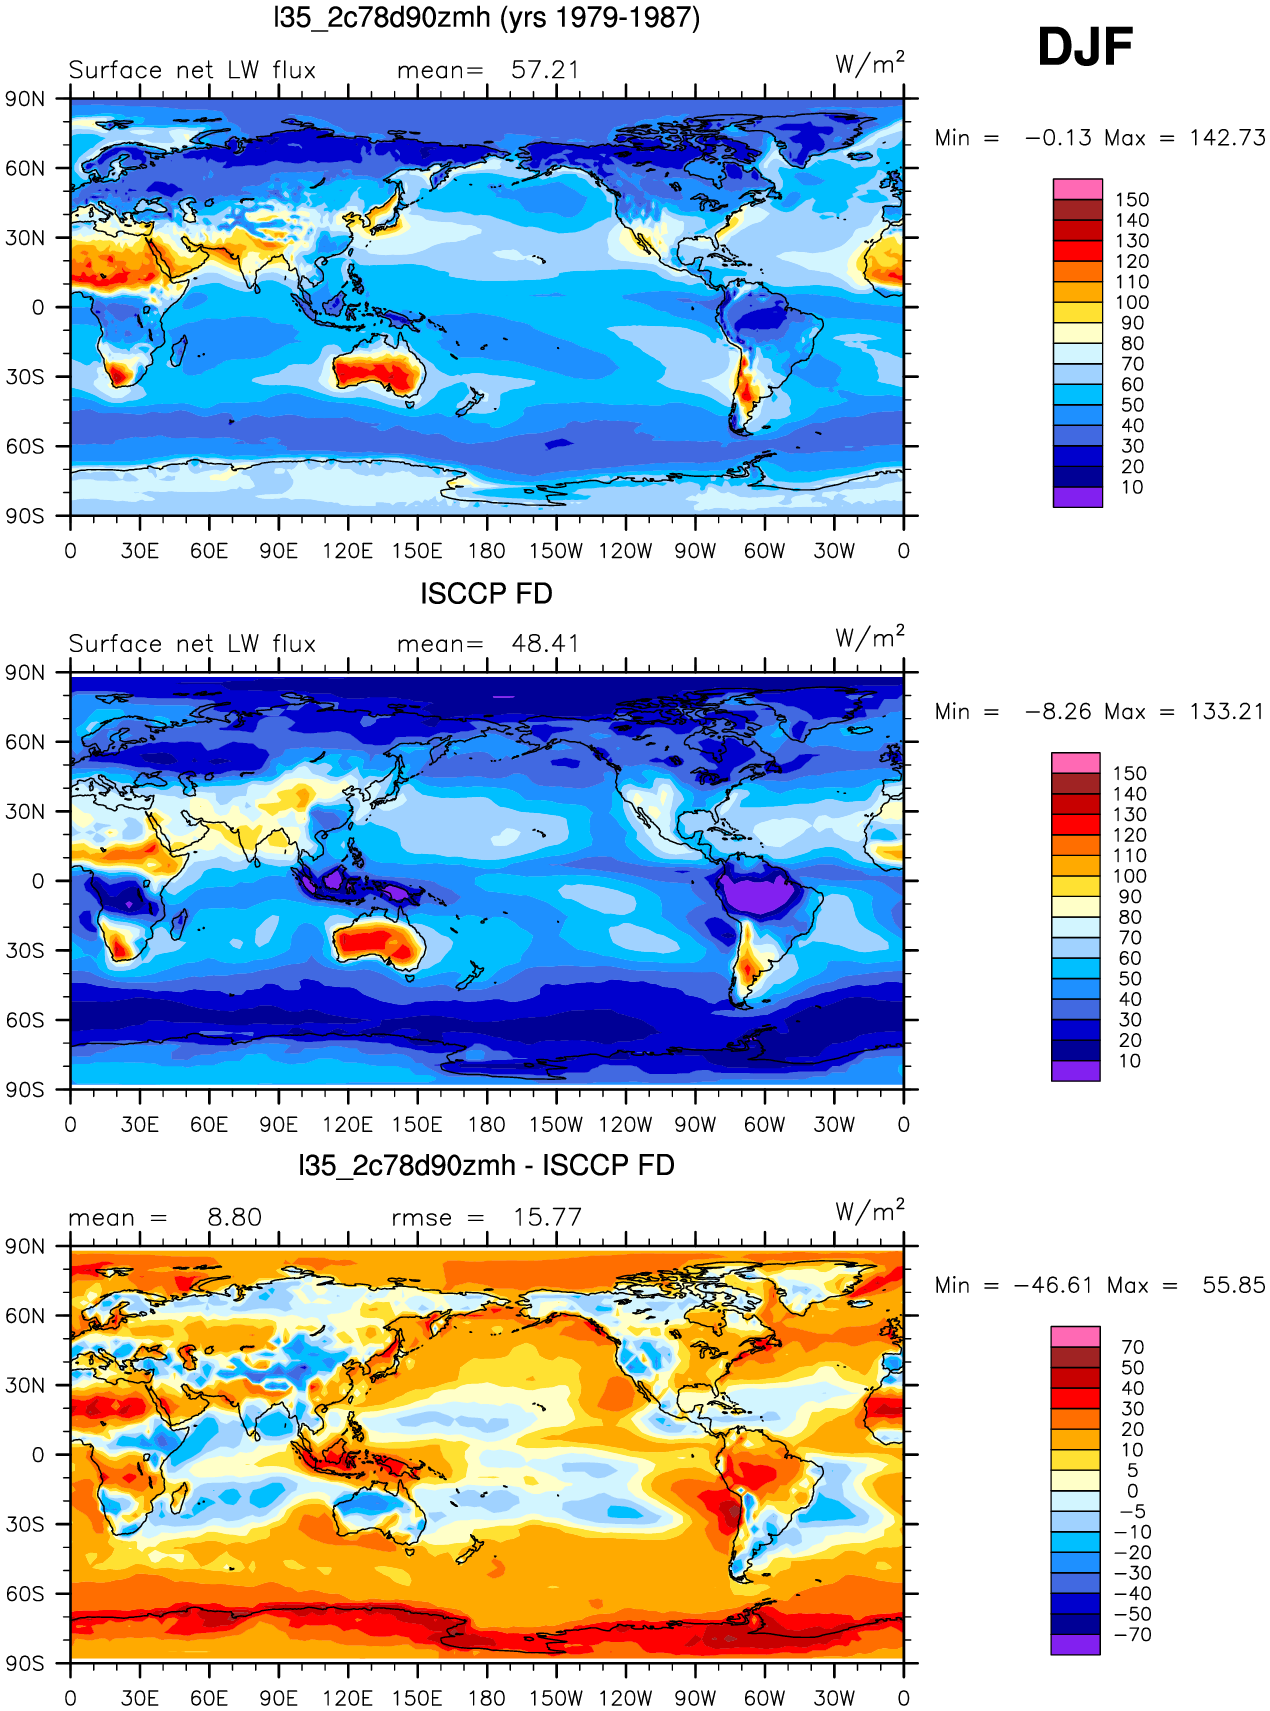 l35_2c78d90zmh (yrs 1979-1987)
DJF
Surface net LW flux mean= 57.21 W/m²
Min = −0.13 Max = 142.73
90N
60N
30N
0
30S
60S
90S
0 30E 60E 90E 120E 150E 180 150W 120W 90W 60W 30W 0
150
140
130
120
110
100
90
80
70
60
50
40
30
20
10
ISCCP FD
Surface net LW flux mean= 48.41 W/m²
Min = −8.26 Max = 133.21
90N
60N
30N
0
30S
60S
90S
0 30E 60E 90E 120E 150E 180 150W 120W 90W 60W 30W 0
150
140
130
120
110
100
90
80
70
60
50
40
30
20
10
l35_2c78d90zmh - ISCCP FD
mean = 8.80 rmse = 15.77 W/m²
Min = −46.61 Max = 55.85
90N
60N
30N
0
30S
60S
90S
0 30E 60E 90E 120E 150E 180 150W 120W 90W 60W 30W 0
70
50
40
30
20
10
5
0
−5
−10
−20
−30
−40
−50
−70